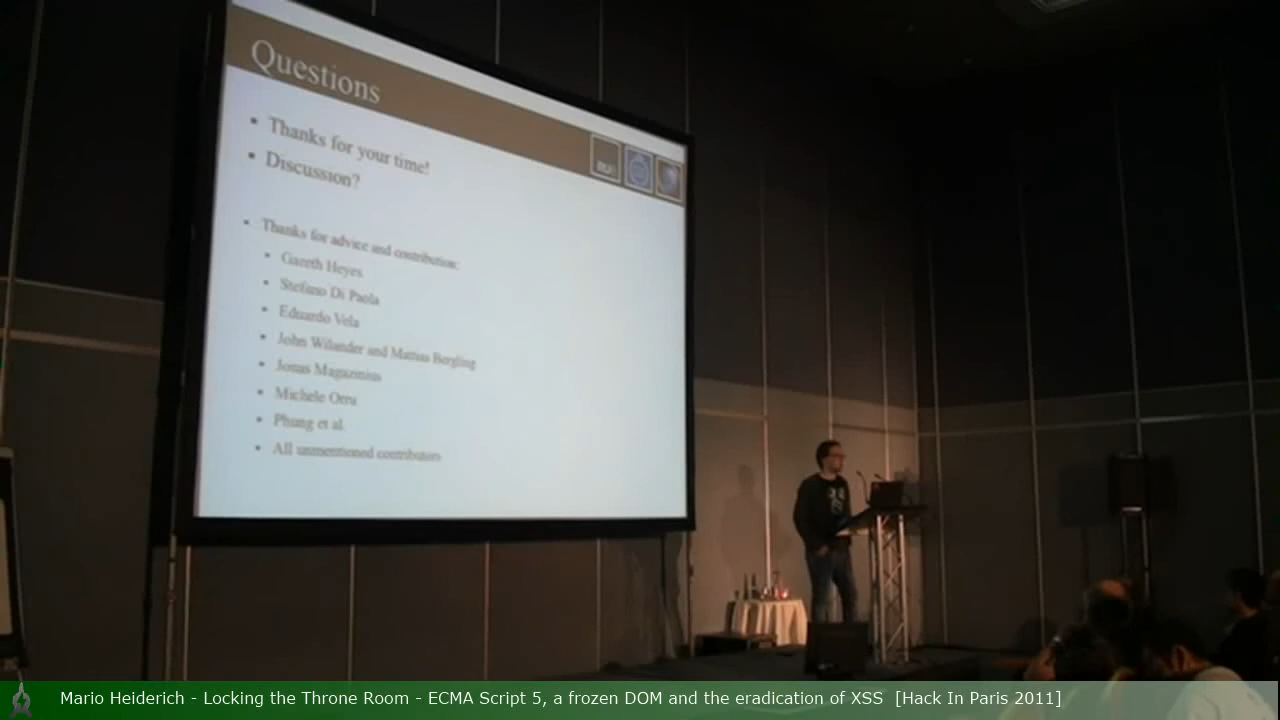 Questions
Thanks for your time!
Discussion?
Thanks for advice and contribution:
Gareth Heyes
Stefano Di Paola
Eduardo Vela
John Wilander and Mattias Bergling
Jonas Magazinius
Michele Orru
Phung et al.
All unmentioned contributors
Mario Heiderich - Locking the Throne Room - ECMA Script 5, a frozen DOM and the eradication of XSS [Hack In Paris 2011]